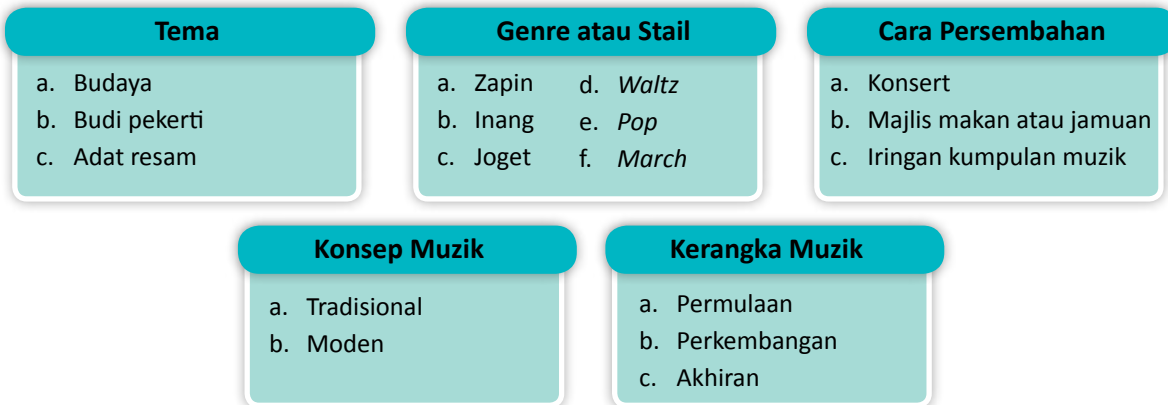 Tema
a. Budaya
b. Budi pekerti
c. Adat resam
Genre atau Stail
a. Zapin
b. Inang
c. Joget
d. Waltz
e. Pop
f. March
Cara Persembahan
a. Konsert
b. Majlis makan atau jamuan
c. Iringan kumpulan muzik
Konsep Muzik
a. Tradisional
b. Moden
Kerangka Muzik
a. Permulaan
b. Perkembangan
c. Akhiran